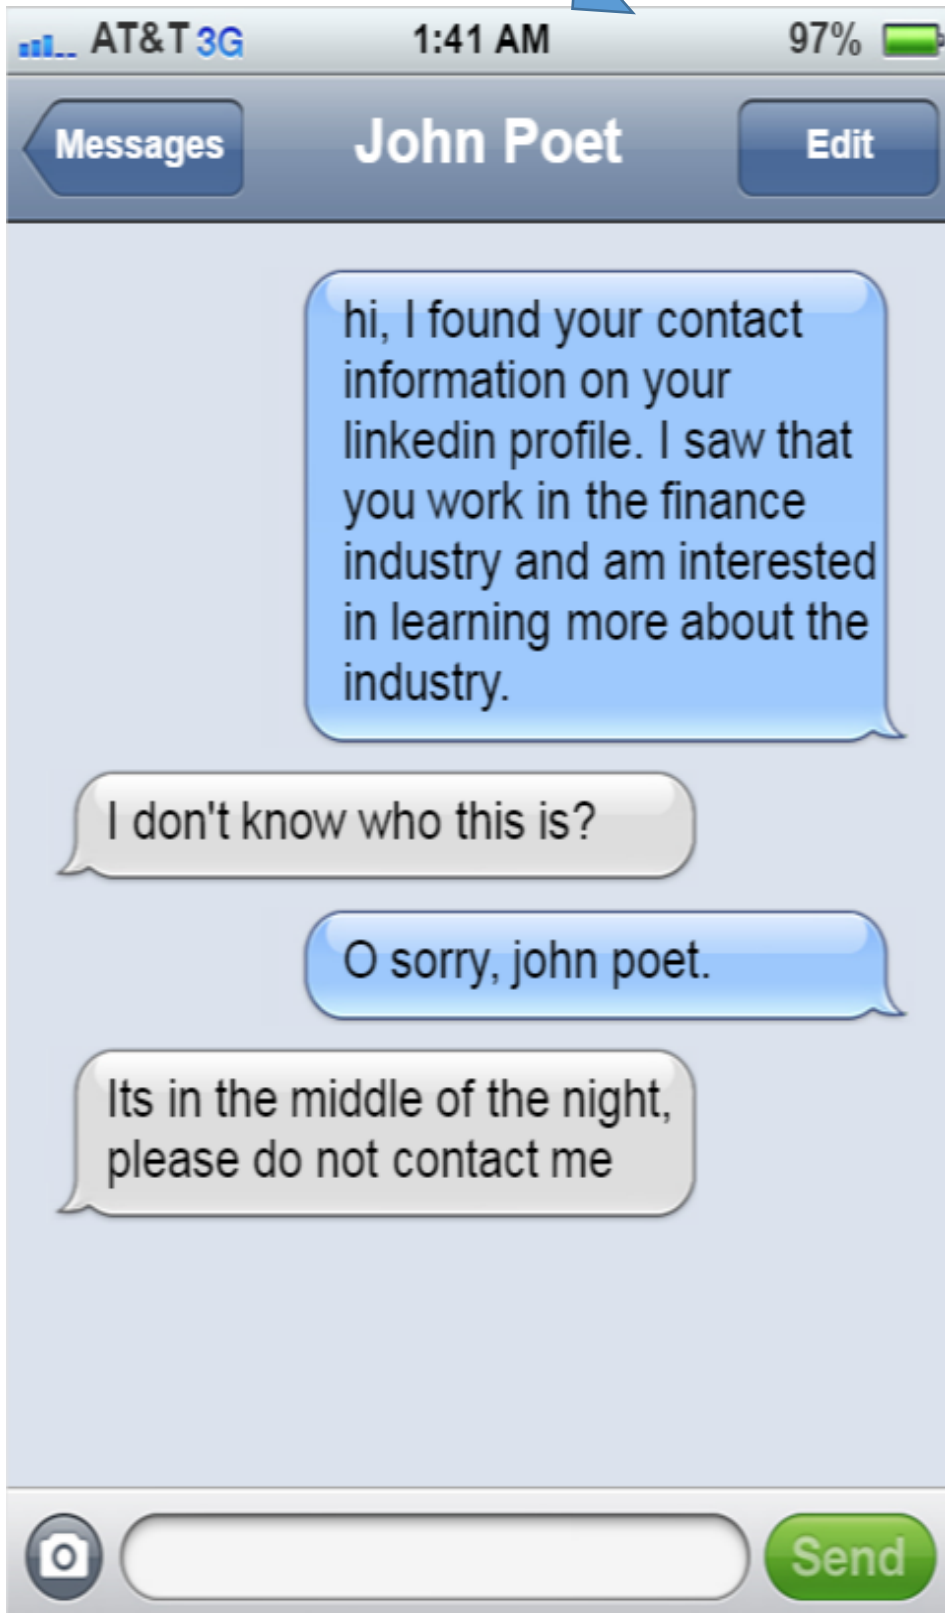 AT&T 3G 1:41 AM 97%
Messages John Poet Edit
hi, I found your contact
information on your
linkedin profile. I saw that
you work in the finance
industry and am interested
in learning more about the
industry.
I don't know who this is?
O sorry, john poet.
Its in the middle of the night,
please do not contact me
Send